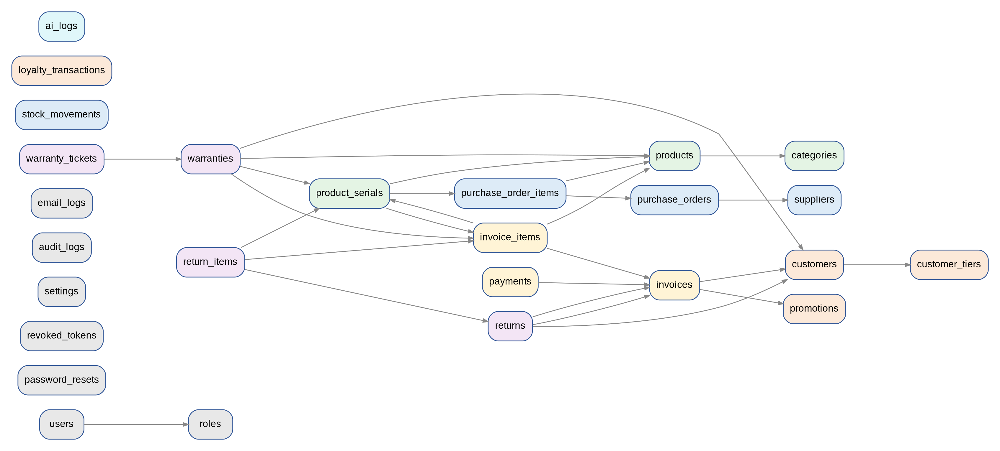 ai_logs
loyalty_transactions
stock_movements
warranty_tickets
email_logs
audit_logs
settings
revoked_tokens
password_resets
users
warranties
return_items
roles
product_serials
purchase_order_items
invoice_items
payments
returns
products
purchase_orders
invoices
categories
suppliers
customers
promotions
customer_tiers